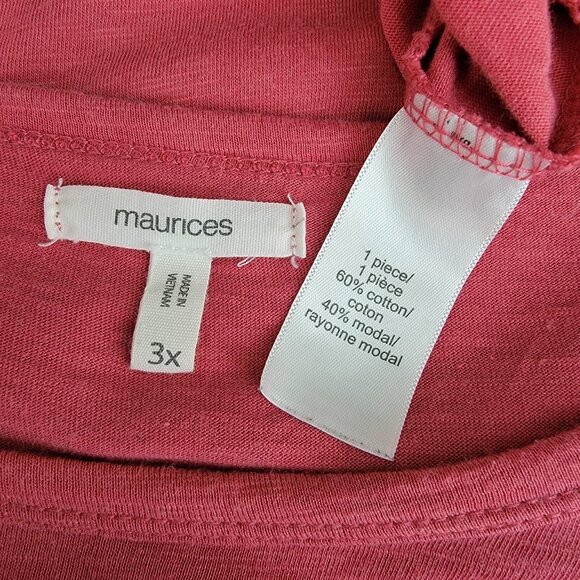 maurices
MADE IN
VIETNAM
3x
1 piece/
1 pièce
60% cotton/
coton
40% modal/
rayonne modal